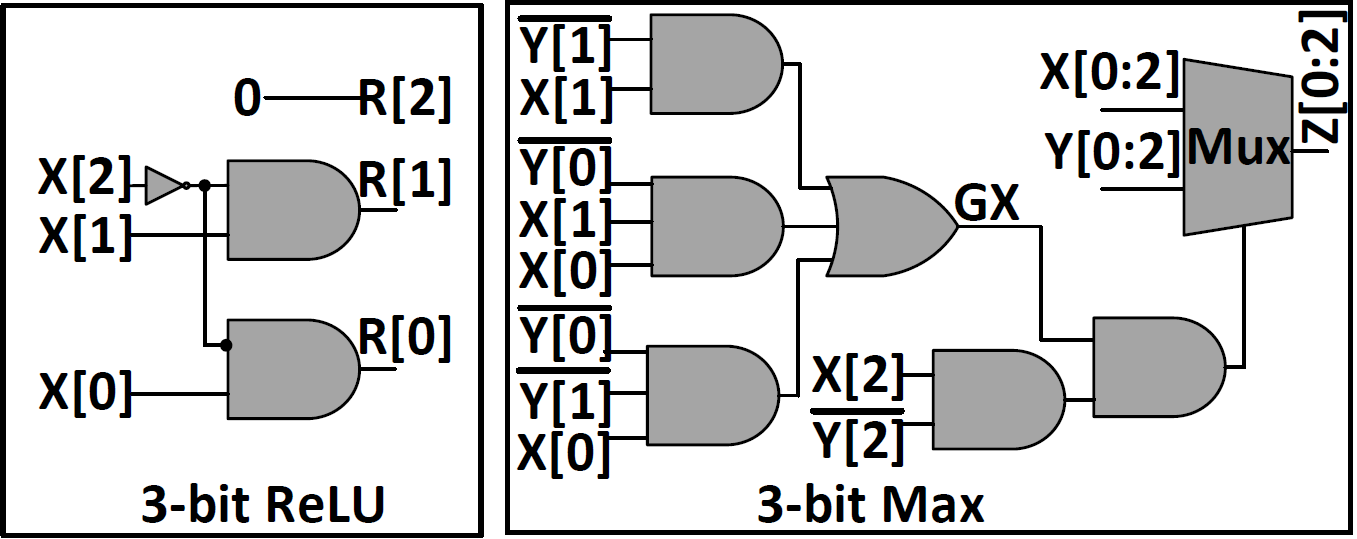 0 R[2]
X[2] R[1]
X[1]
R[0]
X[0]
3-bit ReLU
Y̅[̅1̅]̅
X[1]
Y̅[̅0̅]̅
X[1]
X[0]
Y̅[̅0̅]̅
Y̅[̅1̅]̅
X[0]
GX
X[2]
Y̅[̅2̅]̅
X[0:2]
Y[0:2]
Mux
Z[0:2]
3-bit Max